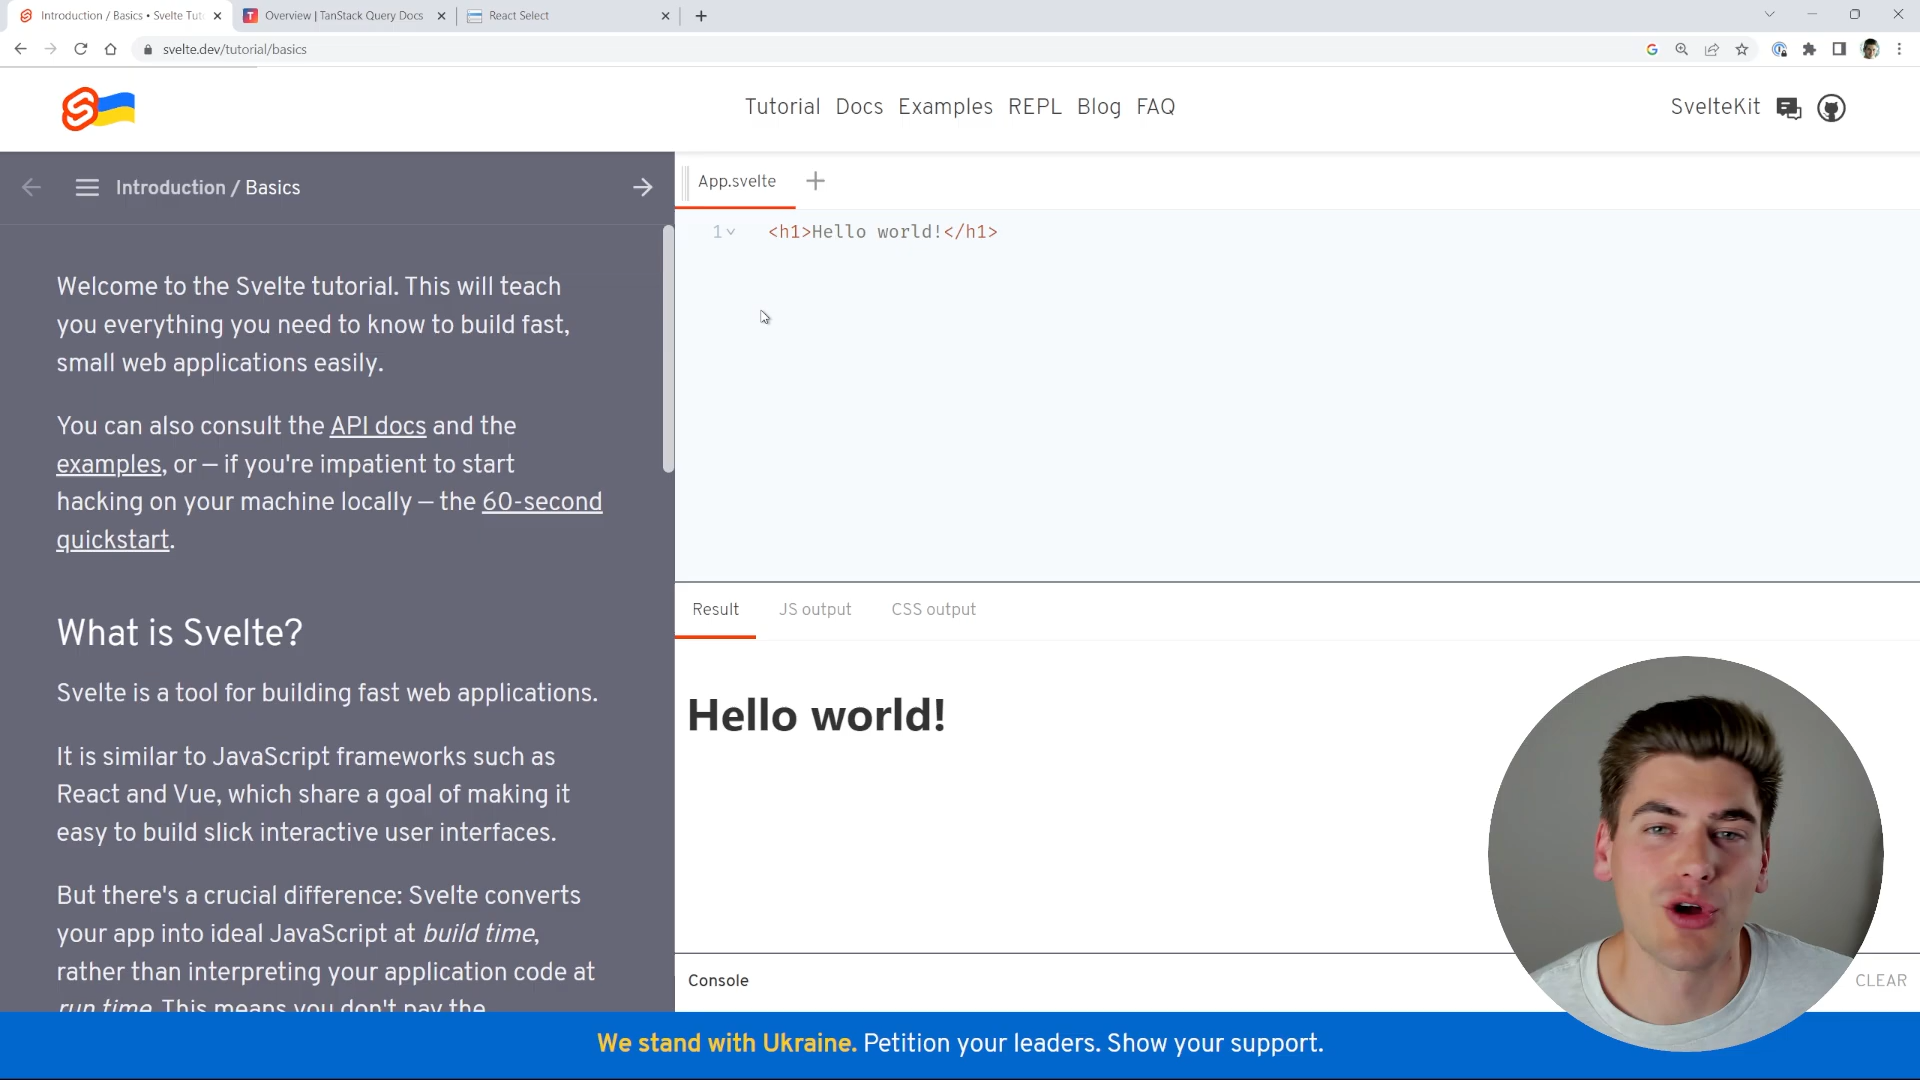 Introduction / Basics • Svelte Tut
Overview | TanStack Query Docs
React Select
svelte.dev/tutorial/basics
Tutorial Docs Examples REPL Blog FAQ
SvelteKit
Introduction / Basics
App.svelte
Welcome to the Svelte tutorial. This will teach
you everything you need to know to build fast,
small web applications easily.
You can also consult the API docs and the
examples, or — if you're impatient to start
hacking on your machine locally — the 60-second
quickstart.
What is Svelte?
Svelte is a tool for building fast web applications.
It is similar to JavaScript frameworks such as
React and Vue, which share a goal of making it
easy to build slick interactive user interfaces.
But there's a crucial difference: Svelte converts
your app into ideal JavaScript at build time,
rather than interpreting your application code at
run time. This means you don't pay the
1
<h1>Hello world!</h1>
Result JS output CSS output
Hello world!
Console
CLEAR
We stand with Ukraine. Petition your leaders. Show your support.